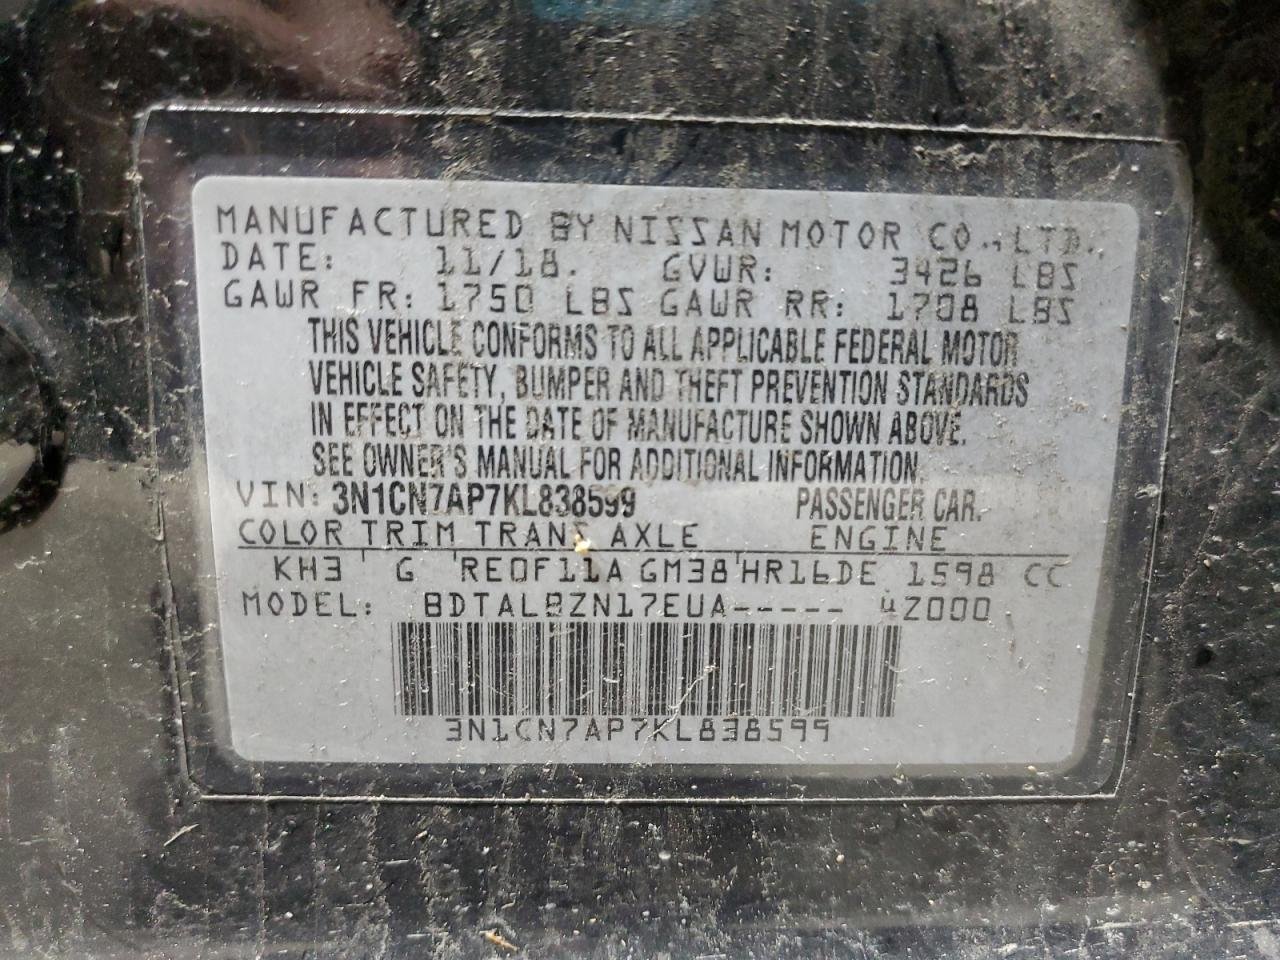 MANUFACTURED BY NISSAN MOTOR CO., LTD.,
DATE: 11/18. GVWR: 3426 LBS
GAWR FR: 1750 LBS GAWR RR: 1708 LBS
THIS VEHICLE CONFORMS TO ALL APPLICABLE FEDERAL MOTOR
VEHICLE SAFETY, BUMPER AND THEFT PREVENTION STANDARDS
IN EFFECT ON THE DATE OF MANUFACTURE SHOWN ABOVE.
SEE OWNER'S MANUAL FOR ADDITIONAL INFORMATION.
VIN: 3N1CN7AP7KL838599 PASSENGER CAR.
COLOR TRIM TRANS AXLE ENGINE
KH3 G RE0F11A GM38 HR16DE 1598 CC
MODEL: BDTALBZN17EUA----- 4Z000
3N1CN7AP7KL838599